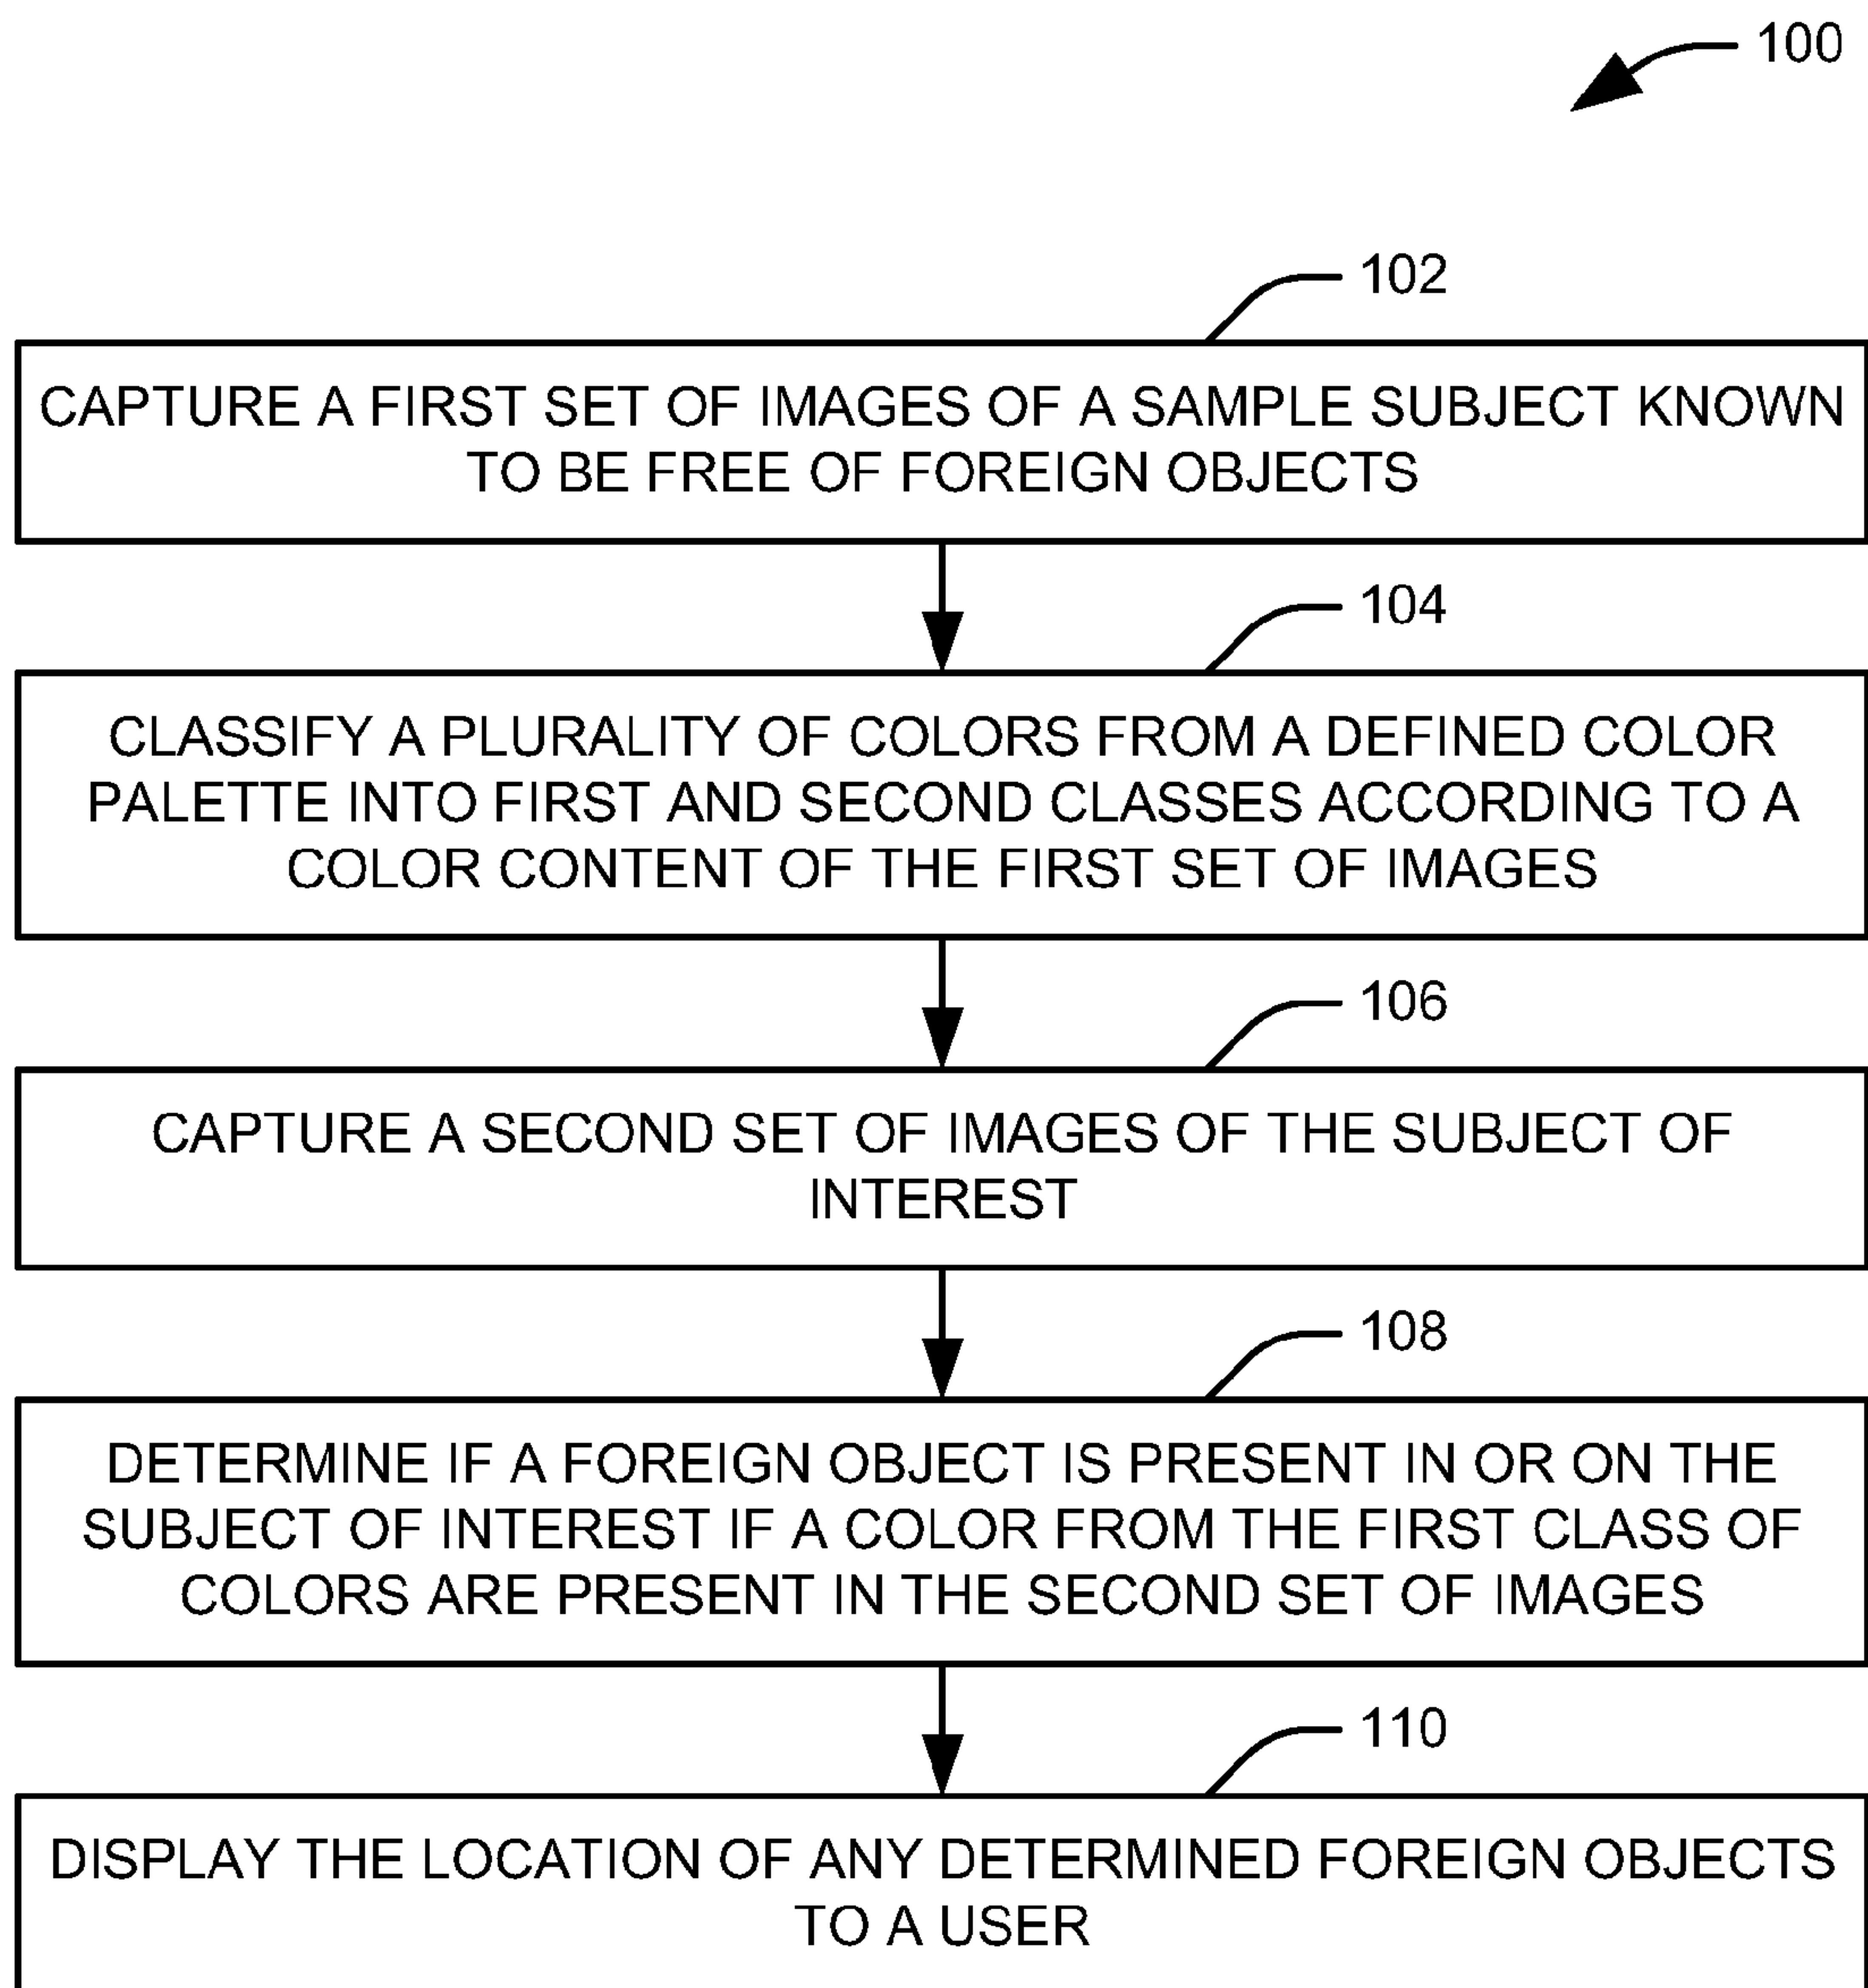 100
102
CAPTURE A FIRST SET OF IMAGES OF A SAMPLE SUBJECT KNOWN
TO BE FREE OF FOREIGN OBJECTS
104
CLASSIFY A PLURALITY OF COLORS FROM A DEFINED COLOR
PALETTE INTO FIRST AND SECOND CLASSES ACCORDING TO A
COLOR CONTENT OF THE FIRST SET OF IMAGES
106
CAPTURE A SECOND SET OF IMAGES OF THE SUBJECT OF
INTEREST
108
DETERMINE IF A FOREIGN OBJECT IS PRESENT IN OR ON THE
SUBJECT OF INTEREST IF A COLOR FROM THE FIRST CLASS OF
COLORS ARE PRESENT IN THE SECOND SET OF IMAGES
110
DISPLAY THE LOCATION OF ANY DETERMINED FOREIGN OBJECTS
TO A USER